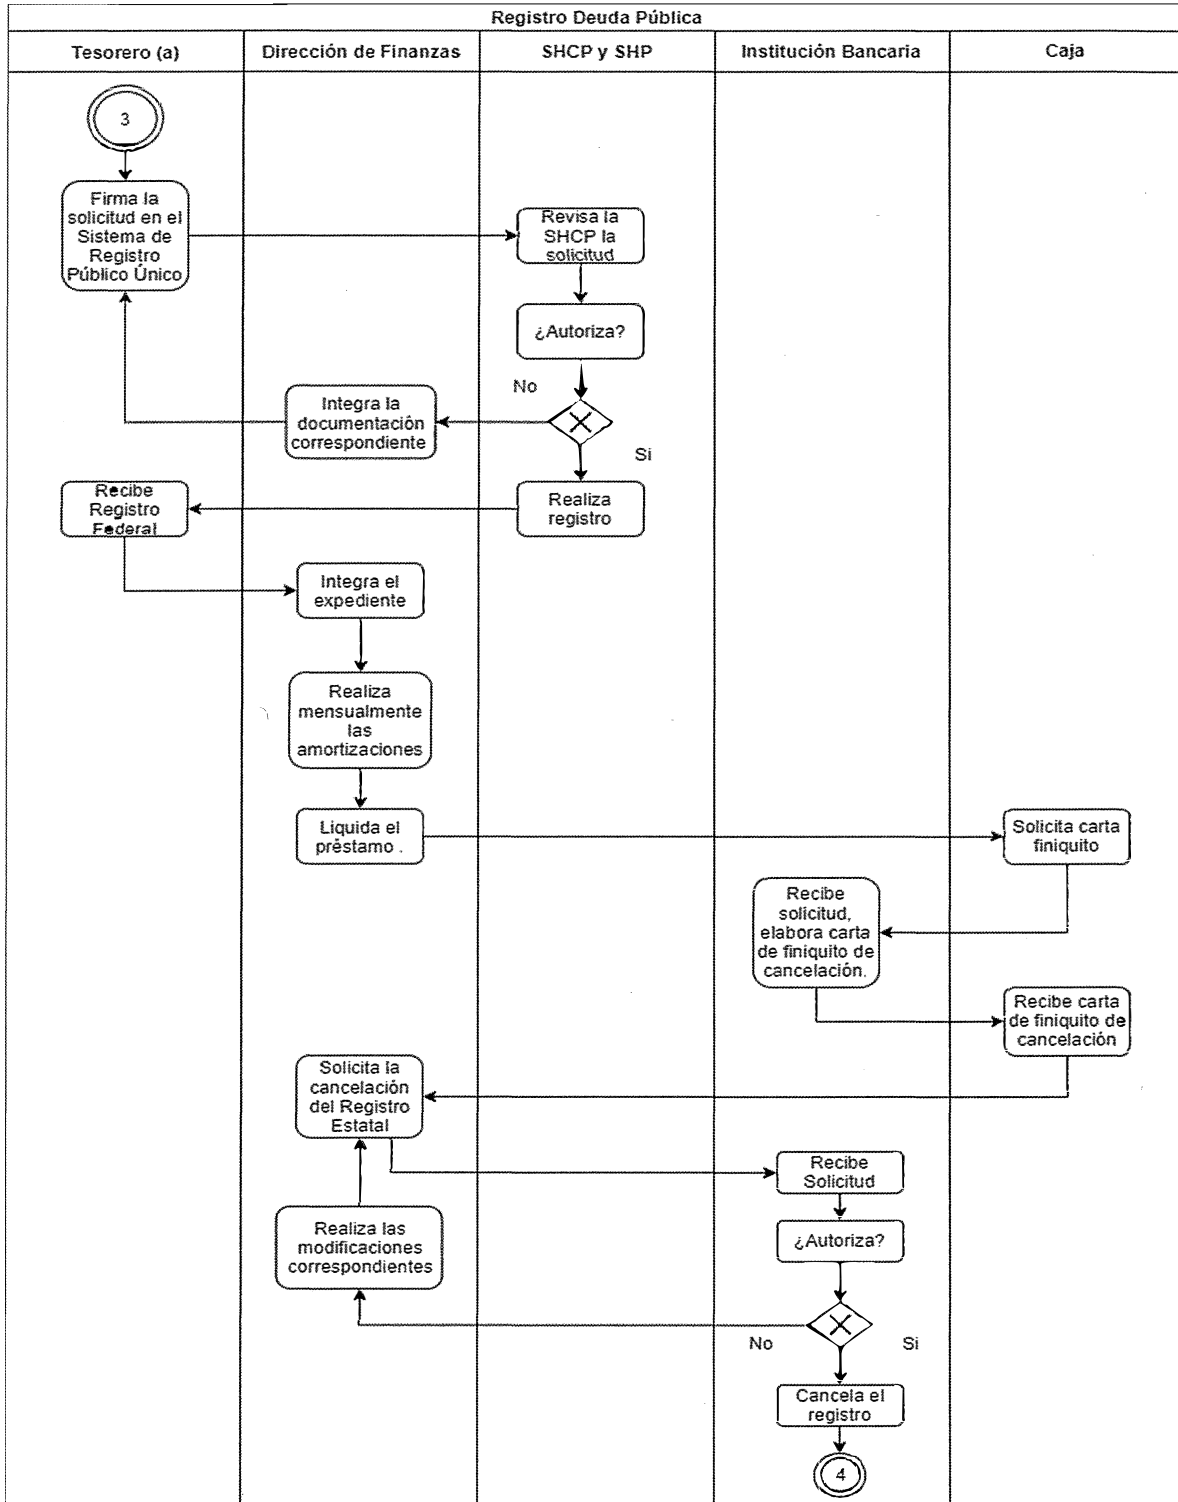 Registro Deuda Pública
Tesorero (a)
Dirección de Finanzas
SHCP y SHP
Institución Bancaria
Caja
3
Firma la
solicitud en el
Sistema de
Registro
Público Único
Revisa la
SHCP la
solicitud
¿Autoriza?
No
Integra la
documentación
correspondiente
Si
Recibe
Registro
Federal
Realiza
registro
Integra el
expediente
Realiza
mensualmente
las
amortizaciones
Liquida el
préstamo .
Solicita carta
finiquito
Recibe
solicitud,
elabora carta
de finiquito de
cancelación.
Recibe carta
de finiquito de
cancelación
Solicita la
cancelación
del Registro
Estatal
Recibe
Solicitud
Realiza las
modificaciones
correspondientes
¿Autoriza?
No
Si
Cancela el
registro
4